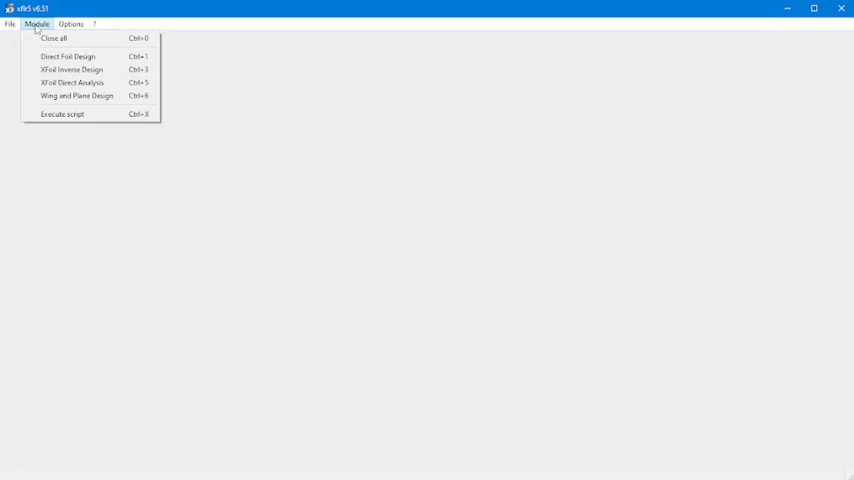 xflr5 v6.51
File Module Options ?
Close all Ctrl+0
Direct Foil Design Ctrl+1
XFoil Inverse Design Ctrl+3
XFoil Direct Analysis Ctrl+5
Wing and Plane Design Ctrl+6
Execute script Ctrl+X